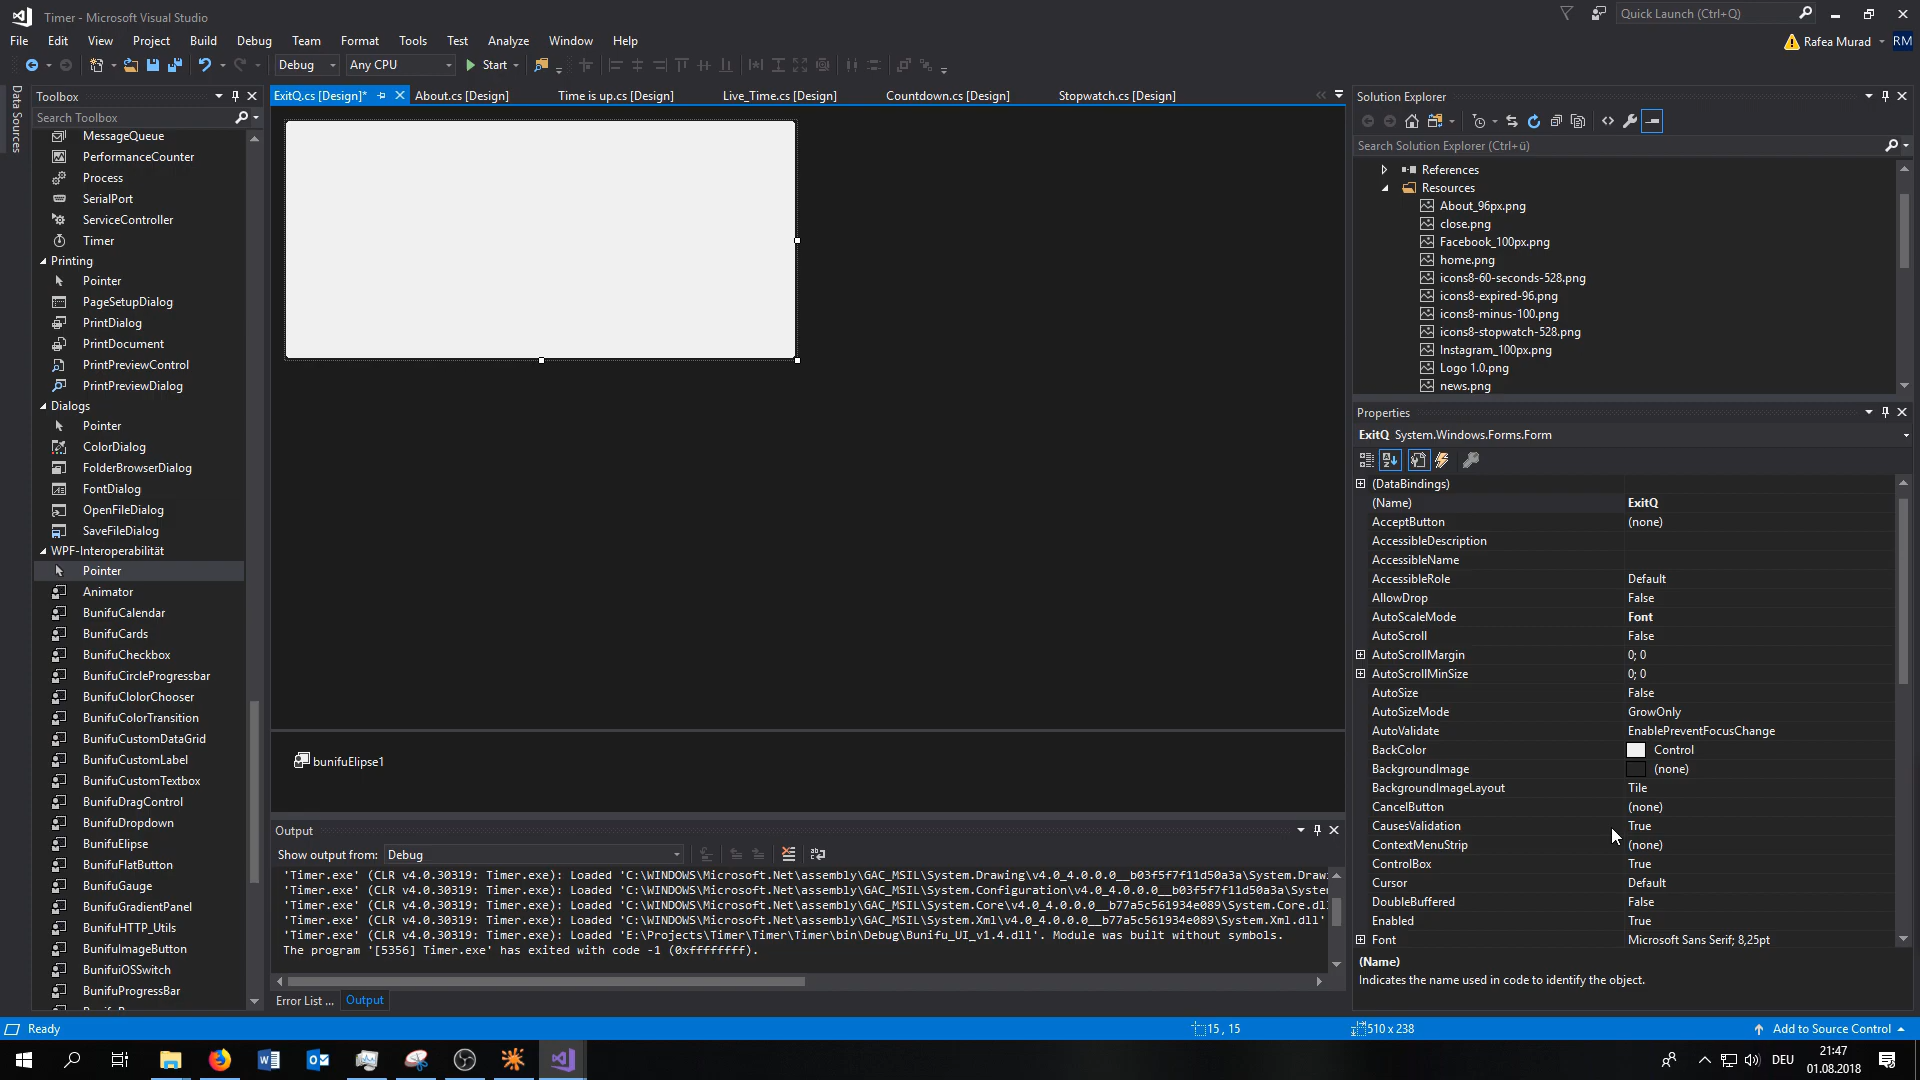 Timer - Microsoft Visual Studio
Quick Launch (Ctrl+Q)
File Edit View Project Build Debug Team Format Tools Test Analyze Window Help
Rafea Murad RM
Debug Any CPU Start
Data Sources
Toolbox
Search Toolbox
MessageQueue
PerformanceCounter
Process
SerialPort
ServiceController
Timer
Printing
Pointer
PageSetupDialog
PrintDialog
PrintDocument
PrintPreviewControl
PrintPreviewDialog
Dialogs
Pointer
ColorDialog
FolderBrowserDialog
FontDialog
OpenFileDialog
SaveFileDialog
WPF-Interoperabilität
Pointer
Animator
BunifuCalendar
BunifuCards
BunifuCheckbox
BunifuCircleProgressbar
BunifuClolorChooser
BunifuColorTransition
BunifuCustomDataGrid
BunifuCustomLabel
BunifuCustomTextbox
BunifuDragControl
BunifuDropdown
BunifuElipse
BunifuFlatButton
BunifuGauge
BunifuGradientPanel
BunifuHTTP_Utils
BunifuImageButton
BunifuiOSSwitch
BunifuProgressBar
ExitQ.cs [Design]* About.cs [Design] Time is up.cs [Design] Live_Time.cs [Design] Countdown.cs [Design] Stopwatch.cs [Design]
bunifuElipse1
Output
Show output from: Debug
'Timer.exe' (CLR v4.0.30319: Timer.exe): Loaded 'C:\WINDOWS\Microsoft.Net\assembly\GAC_MSIL\System.Drawing\v4.0_4.0.0.0__b03f5f7f11d50a3a\System.Draw
'Timer.exe' (CLR v4.0.30319: Timer.exe): Loaded 'C:\WINDOWS\Microsoft.Net\assembly\GAC_MSIL\System.Configuration\v4.0_4.0.0.0__b03f5f7f11d50a3a\System
'Timer.exe' (CLR v4.0.30319: Timer.exe): Loaded 'C:\WINDOWS\Microsoft.Net\assembly\GAC_MSIL\System.Core\v4.0_4.0.0.0__b77a5c561934e089\System.Core.dl
'Timer.exe' (CLR v4.0.30319: Timer.exe): Loaded 'C:\WINDOWS\Microsoft.Net\assembly\GAC_MSIL\System.Xml\v4.0_4.0.0.0__b77a5c561934e089\System.Xml.dll'
'Timer.exe' (CLR v4.0.30319: Timer.exe): Loaded 'E:\Projects\Timer\Timer\Timer\bin\Debug\Bunifu_UI_v1.4.dll'. Module was built without symbols.
The program '[5356] Timer.exe' has exited with code -1 (0xffffffff).
Error List ... Output
Solution Explorer
Search Solution Explorer (Ctrl+ü)
References
Resources
About_96px.png
close.png
Facebook_100px.png
home.png
icons8-60-seconds-528.png
icons8-expired-96.png
icons8-minus-100.png
icons8-stopwatch-528.png
Instagram_100px.png
Logo 1.0.png
news.png
Properties
ExitQ System.Windows.Forms.Form
(DataBindings)
(Name) ExitQ
AcceptButton (none)
AccessibleDescription
AccessibleName
AccessibleRole Default
AllowDrop False
AutoScaleMode Font
AutoScroll False
AutoScrollMargin 0; 0
AutoScrollMinSize 0; 0
AutoSize False
AutoSizeMode GrowOnly
AutoValidate EnablePreventFocusChange
BackColor Control
BackgroundImage (none)
BackgroundImageLayout Tile
CancelButton (none)
CausesValidation True
ContextMenuStrip (none)
ControlBox True
Cursor Default
DoubleBuffered False
Enabled True
Font Microsoft Sans Serif; 8,25pt
(Name)
Indicates the name used in code to identify the object.
Ready 15 , 15 510 x 238 Add to Source Control
DEU 21:47
01.08.2018